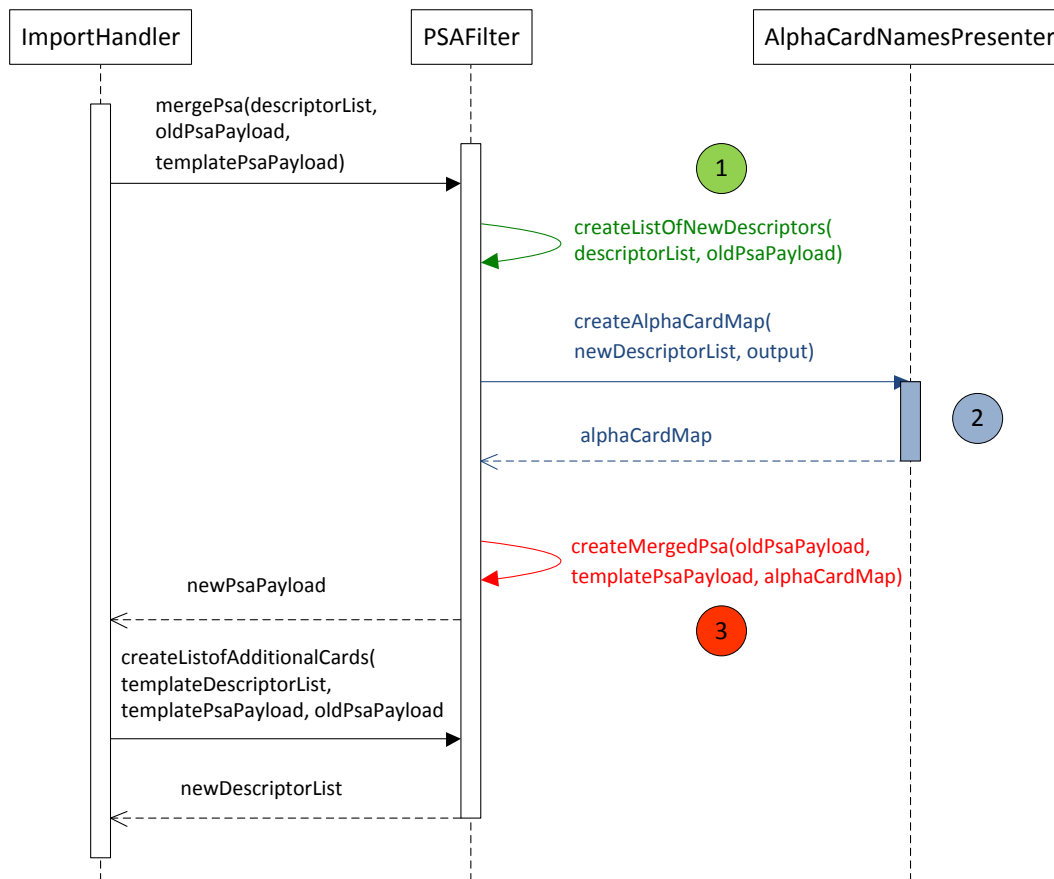 ImportHandler
PSAFilter
AlphaCardNamesPresenter
mergePsa(descriptorList,
oldPsaPayload,
templatePsaPayload)
1
createListOfNewDescriptors(
descriptorList, oldPsaPayload)
createAlphaCardMap(
newDescriptorList, output)
2
alphaCardMap
createMergedPsa(oldPsaPayload,
templatePsaPayload, alphaCardMap)
newPsaPayload
3
createListofAdditionalCards(
templateDescriptorList,
templatePsaPayload, oldPsaPayload
newDescriptorList